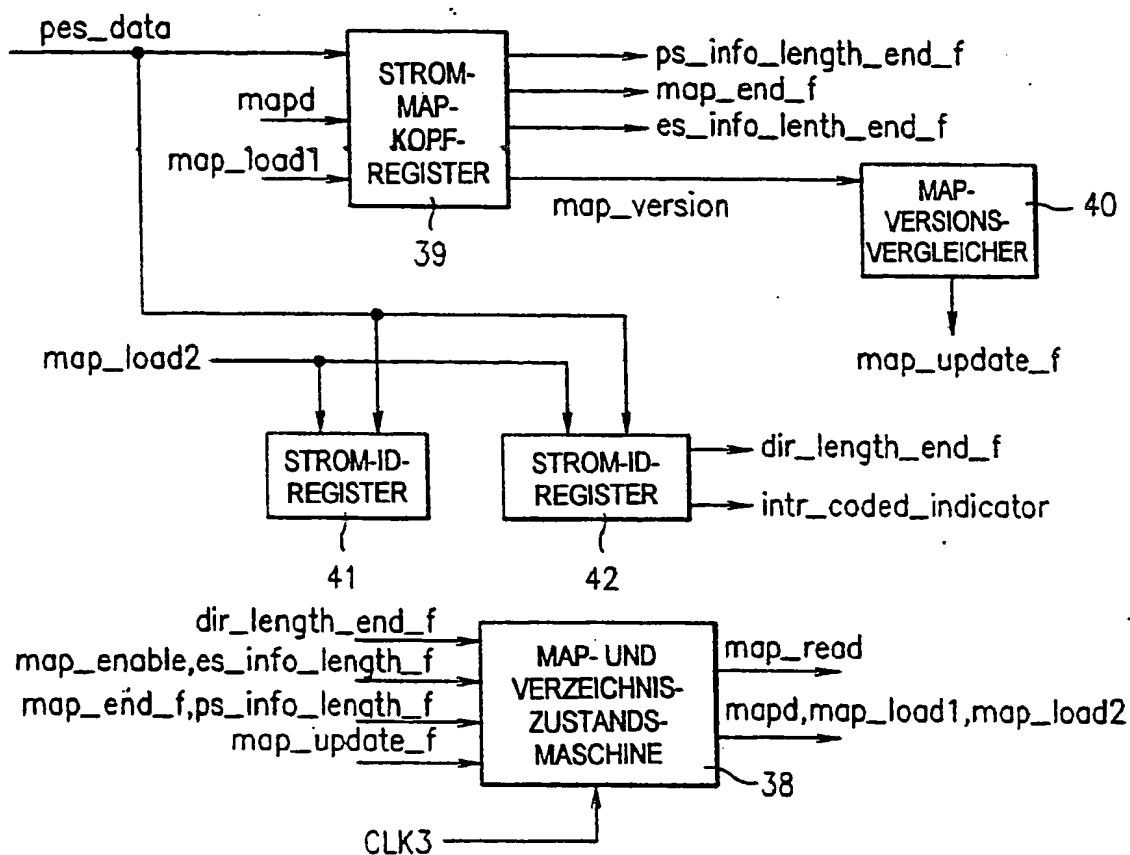 pes_data
mapd
map_load1
STROM-
MAP-
KOPF-
REGISTER
39
ps_info_length_end_f
map_end_f
es_info_lenth_end_f
map_version
MAP-
VERSIONS-
VERGLEICHER
40
map_update_f
map_load2
STROM-ID-
REGISTER
41
STROM-ID-
REGISTER
42
dir_length_end_f
intr_coded_indicator
dir_length_end_f
map_enable,es_info_length_f
map_end_f,ps_info_length_f
map_update_f
MAP- UND
VERZEICHNIS-
ZUSTANDS-
MASCHINE
38
map_read
mapd,map_load1,map_load2
CLK3